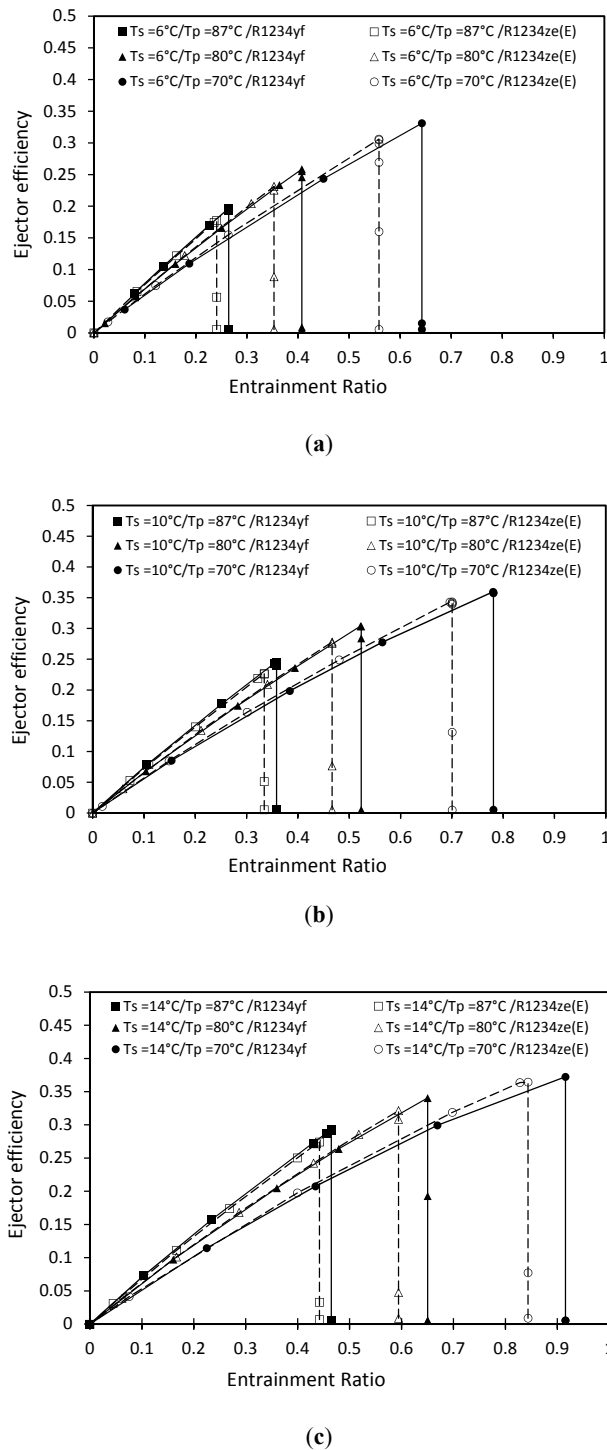 0.5
Ts =6°C/Tp =87°C /R1234yf
Ts =6°C/Tp =87°C /R1234ze(E)
0.45
Ts =6°C/Tp =80°C /R1234yf
Ts =6°C/Tp =80°C /R1234ze(E)
0.4
Ts =6°C/Tp =70°C /R1234yf
Ts =6°C/Tp =70°C /R1234ze(E)
0.35
0.3
0.25
0.2
0.15
0.1
0.05
0
Ejector efficiency
0 0.1 0.2 0.3 0.4 0.5 0.6 0.7 0.8 0.9 1
Entrainment Ratio
(a)
0.5
Ts =10°C/Tp =87°C /R1234yf
Ts =10°C/Tp =87°C /R1234ze(E)
0.45
Ts =10°C/Tp =80°C /R1234yf
Ts =10°C/Tp =80°C /R1234ze(E)
0.4
Ts =10°C/Tp =70°C /R1234yf
Ts =10°C/Tp =70°C /R1234ze(E)
0.35
0.3
0.25
0.2
0.15
0.1
0.05
0
Ejector efficiency
0 0.1 0.2 0.3 0.4 0.5 0.6 0.7 0.8 0.9 1
Entrainment Ratio
(b)
0.5
Ts =14°C/Tp =87°C /R1234yf
Ts =14°C/Tp =87°C /R1234ze(E)
0.45
Ts =14°C/Tp =80°C /R1234yf
Ts =14°C/Tp =80°C /R1234ze(E)
0.4
Ts =14°C/Tp =70°C /R1234yf
Ts =14°C/Tp =70°C /R1234ze(E)
0.35
0.3
0.25
0.2
0.15
0.1
0.05
0
Ejector efficiency
0 0.1 0.2 0.3 0.4 0.5 0.6 0.7 0.8 0.9 1
Entrainment Ratio
(c)